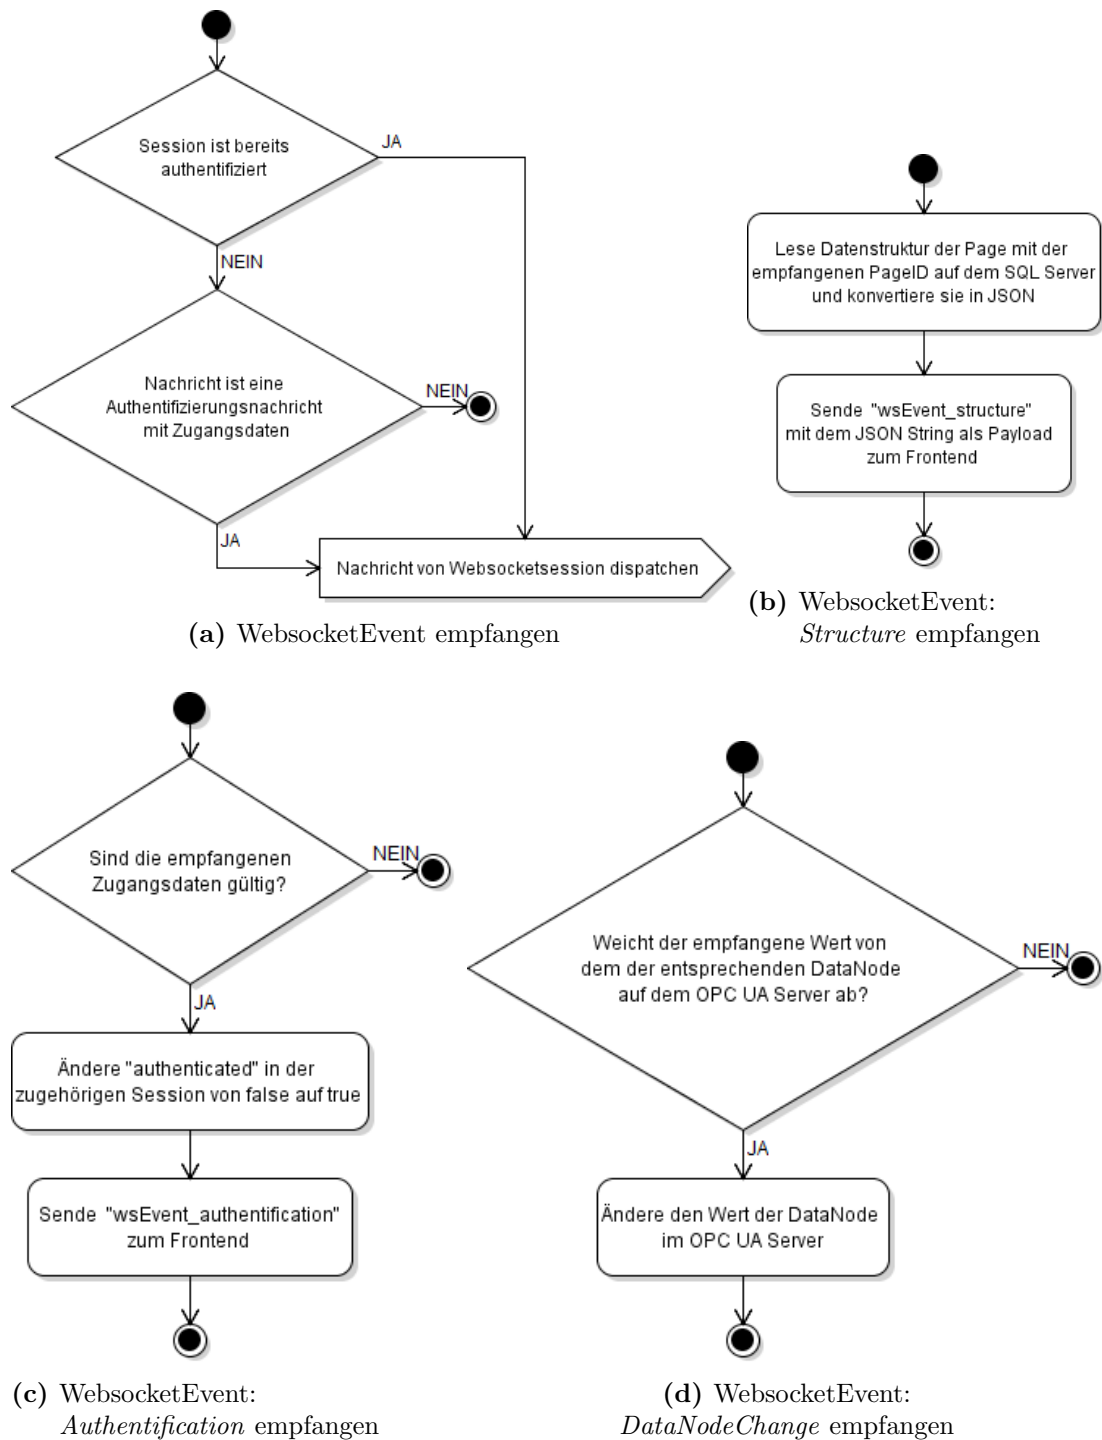 Session ist bereits
authentifiziert
JA
NEIN
Nachricht ist eine
Authentifizierungsnachricht
mit Zugangsdaten
NEIN
JA
Nachricht von Websocketsession dispatchen
(a) WebsocketEvent empfangen
Lese Datenstruktur der Page mit der
empfangenen PageID auf dem SQL Server
und konvertiere sie in JSON
Sende "wsEvent_structure"
mit dem JSON String als Payload
zum Frontend
(b) WebsocketEvent:
Structure empfangen
Sind die empfangenen
Zugangsdaten gültig?
NEIN
JA
Ändere "authenticated" in der
zugehörigen Session von false auf true
Sende "wsEvent_authentification"
zum Frontend
(c) WebsocketEvent:
Authentification empfangen
Weicht der empfangene Wert von
dem der entsprechenden DataNode
auf dem OPC UA Server ab?
NEIN
JA
Ändere den Wert der DataNode
im OPC UA Server
(d) WebsocketEvent:
DataNodeChange empfangen